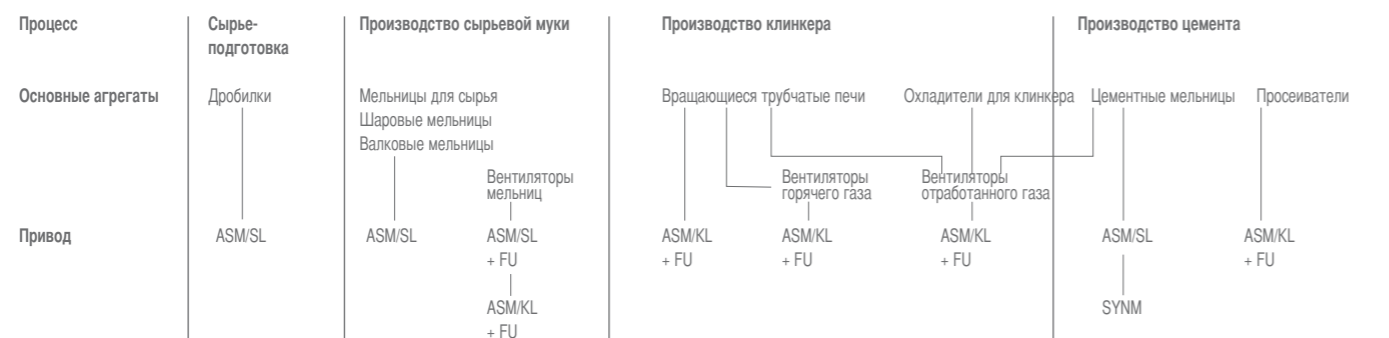 Процесс
Сырье-
подготовка
Производство сырьевой муки
Производство клинкера
Производство цемента
Основные агрегаты
Дробилки
Мельницы для сырья
Шаровые мельницы
Валковые мельницы
Вращающиеся трубчатые печи
Охладители для клинкера
Цементные мельницы
Просеиватели
Вентиляторы
мельниц
Вентиляторы
горячего газа
Вентиляторы
отработанного газа
Привод
ASM/SL
ASM/SL
ASM/SL
+ FU
ASM/KL
+ FU
ASM/KL
+ FU
ASM/KL
+ FU
ASM/KL
+ FU
ASM/SL
SYNM
ASM/KL
+ FU